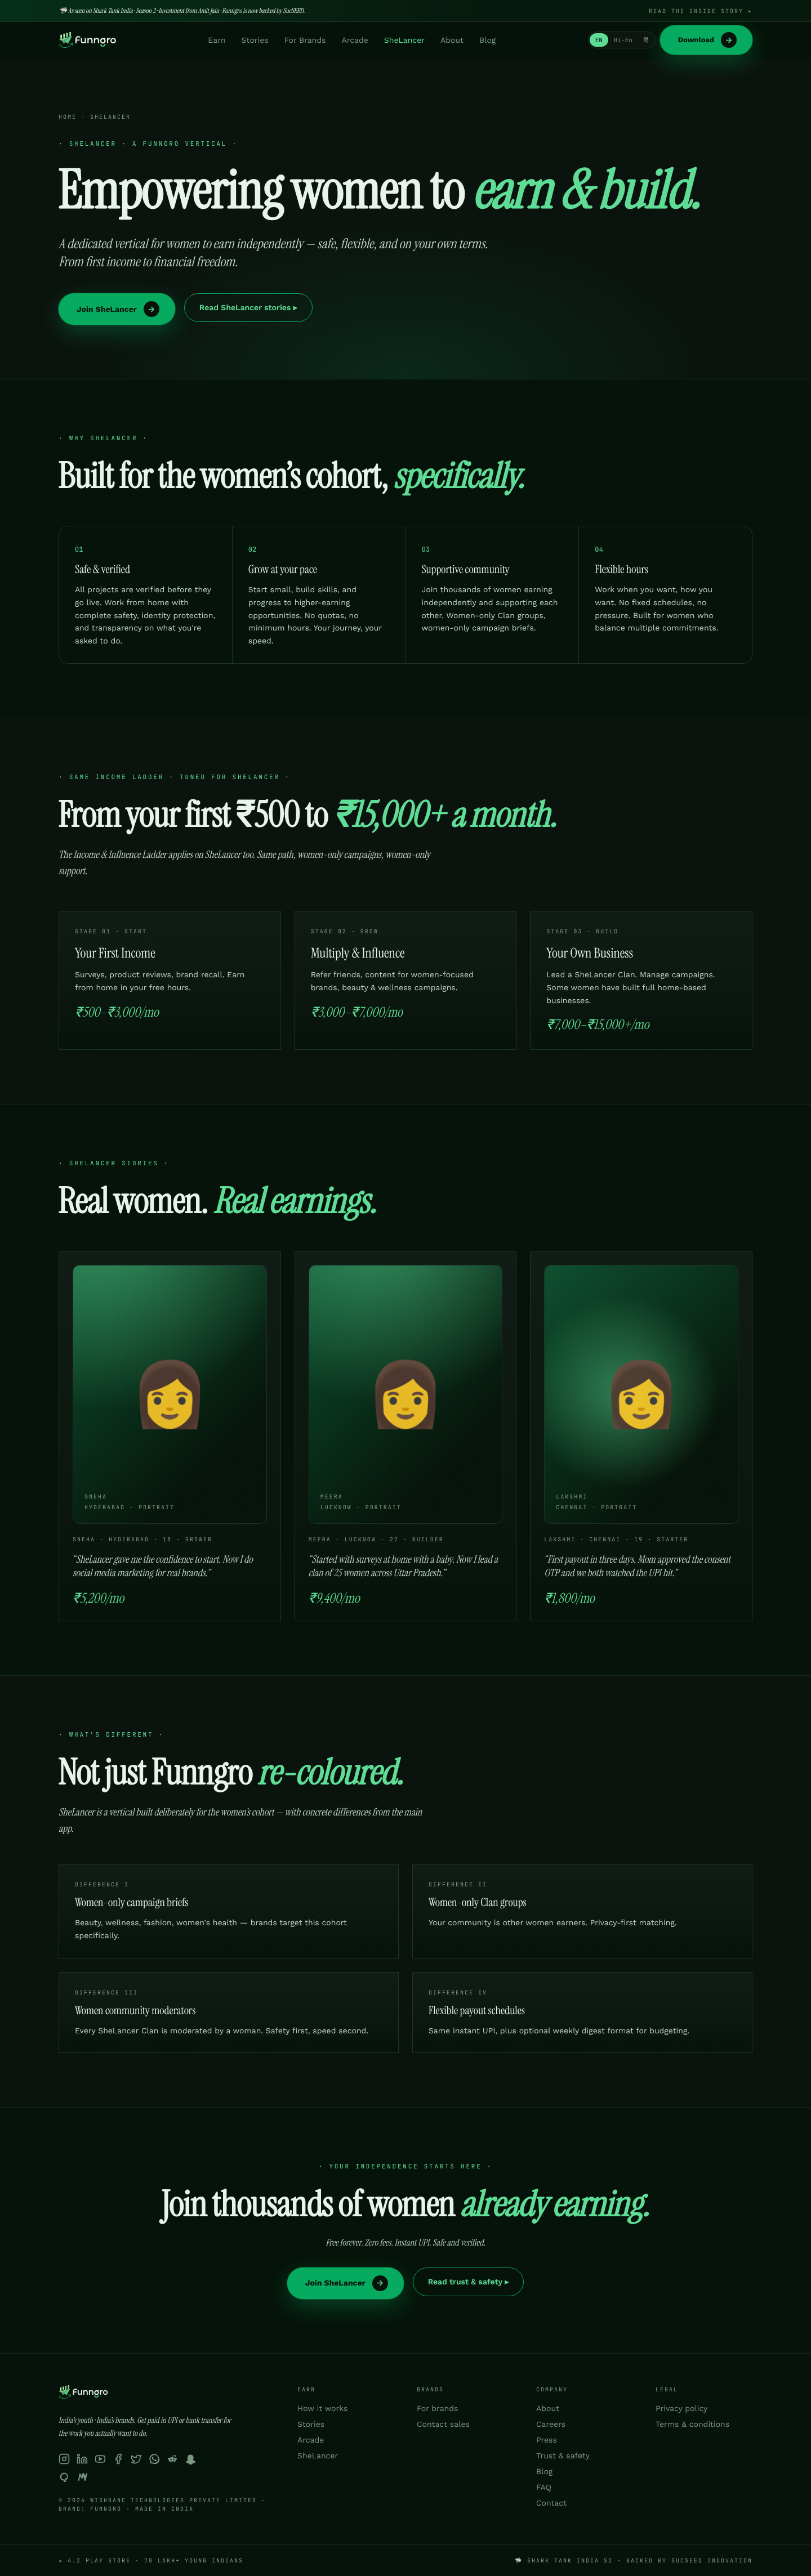 As seen on Shark Tank India · Season 2 · Investment from Amit Jain · Funngro is now backed by SucSEED.
READ THE INSIDE STORY
Funngro
Earn
Stories
For Brands
Arcade
SheLancer
About
Blog
EN
Hi-En
हि
Download
HOME · SHELANCER
· SHELANCER · A FUNNGRO VERTICAL ·
Empowering women to earn & build.
A dedicated vertical for women to earn independently — safe, flexible, and on your own terms.
From first income to financial freedom.
Join SheLancer
Read SheLancer stories ▸
· WHY SHELANCER ·
Built for the women’s cohort, specifically.
01
Safe & verified
All projects are verified before they
go live. Work from home with
complete safety, identity protection,
and transparency on what you're
asked to do.
02
Grow at your pace
Start small, build skills, and
progress to higher-earning
opportunities. No quotas, no
minimum hours. Your journey, your
speed.
03
Supportive community
Join thousands of women earning
independently and supporting each
other. Women-only Clan groups,
women-only campaign briefs.
04
Flexible hours
Work when you want, how you
want. No fixed schedules, no
pressure. Built for women who
balance multiple commitments.
· SAME INCOME LADDER · TUNED FOR SHELANCER ·
From your first ₹500 to ₹15,000+ a month.
The Income & Influence Ladder applies on SheLancer too. Same path, women-only campaigns, women-only
support.
STAGE 01 · START
Your First Income
Surveys, product reviews, brand recall. Earn
from home in your free hours.
₹500–₹3,000/mo
STAGE 02 · GROW
Multiply & Influence
Refer friends, content for women-focused
brands, beauty & wellness campaigns.
₹3,000–₹7,000/mo
STAGE 03 · BUILD
Your Own Business
Lead a SheLancer Clan. Manage campaigns.
Some women have built full home-based
businesses.
₹7,000–₹15,000+/mo
· SHELANCER STORIES ·
Real women. Real earnings.
SNEHA
HYDERABAD · PORTRAIT
SNEHA · HYDERABAD · 18 · GROWER
“SheLancer gave me the confidence to start. Now I do
social media marketing for real brands.”
₹5,200/mo
MEERA
LUCKNOW · PORTRAIT
MEERA · LUCKNOW · 22 · BUILDER
“Started with surveys at home with a baby. Now I lead a
clan of 25 women across Uttar Pradesh.”
₹9,400/mo
LAKSHMI
CHENNAI · PORTRAIT
LAKSHMI · CHENNAI · 19 · STARTER
“First payout in three days. Mom approved the consent
OTP and we both watched the UPI hit.”
₹1,800/mo
· WHAT'S DIFFERENT ·
Not just Funngro re-coloured.
SheLancer is a vertical built deliberately for the women’s cohort — with concrete differences from the main
app.
DIFFERENCE I
Women-only campaign briefs
Beauty, wellness, fashion, women's health — brands target this cohort
specifically.
DIFFERENCE II
Women-only Clan groups
Your community is other women earners. Privacy-first matching.
DIFFERENCE III
Women community moderators
Every SheLancer Clan is moderated by a woman. Safety first, speed second.
DIFFERENCE IV
Flexible payout schedules
Same instant UPI, plus optional weekly digest format for budgeting.
· YOUR INDEPENDENCE STARTS HERE ·
Join thousands of women already earning.
Free forever. Zero fees. Instant UPI. Safe and verified.
Join SheLancer
Read trust & safety ▸
Funngro
India’s youth · India’s brands. Get paid in UPI or bank transfer for
the work you actually want to do.
© 2026 WISHBANC TECHNOLOGIES PRIVATE LIMITED ·
BRAND: FUNNGRO · MADE IN INDIA
EARN
How it works
Stories
Arcade
SheLancer
BRANDS
For brands
Contact sales
COMPANY
About
Careers
Press
Trust & safety
Blog
FAQ
Contact
LEGAL
Privacy policy
Terms & conditions
★ 4.2 PLAY STORE · 70 LAKH+ YOUNG INDIANS
SHARK TANK INDIA S2 · BACKED BY SUCSEED INDOVATION